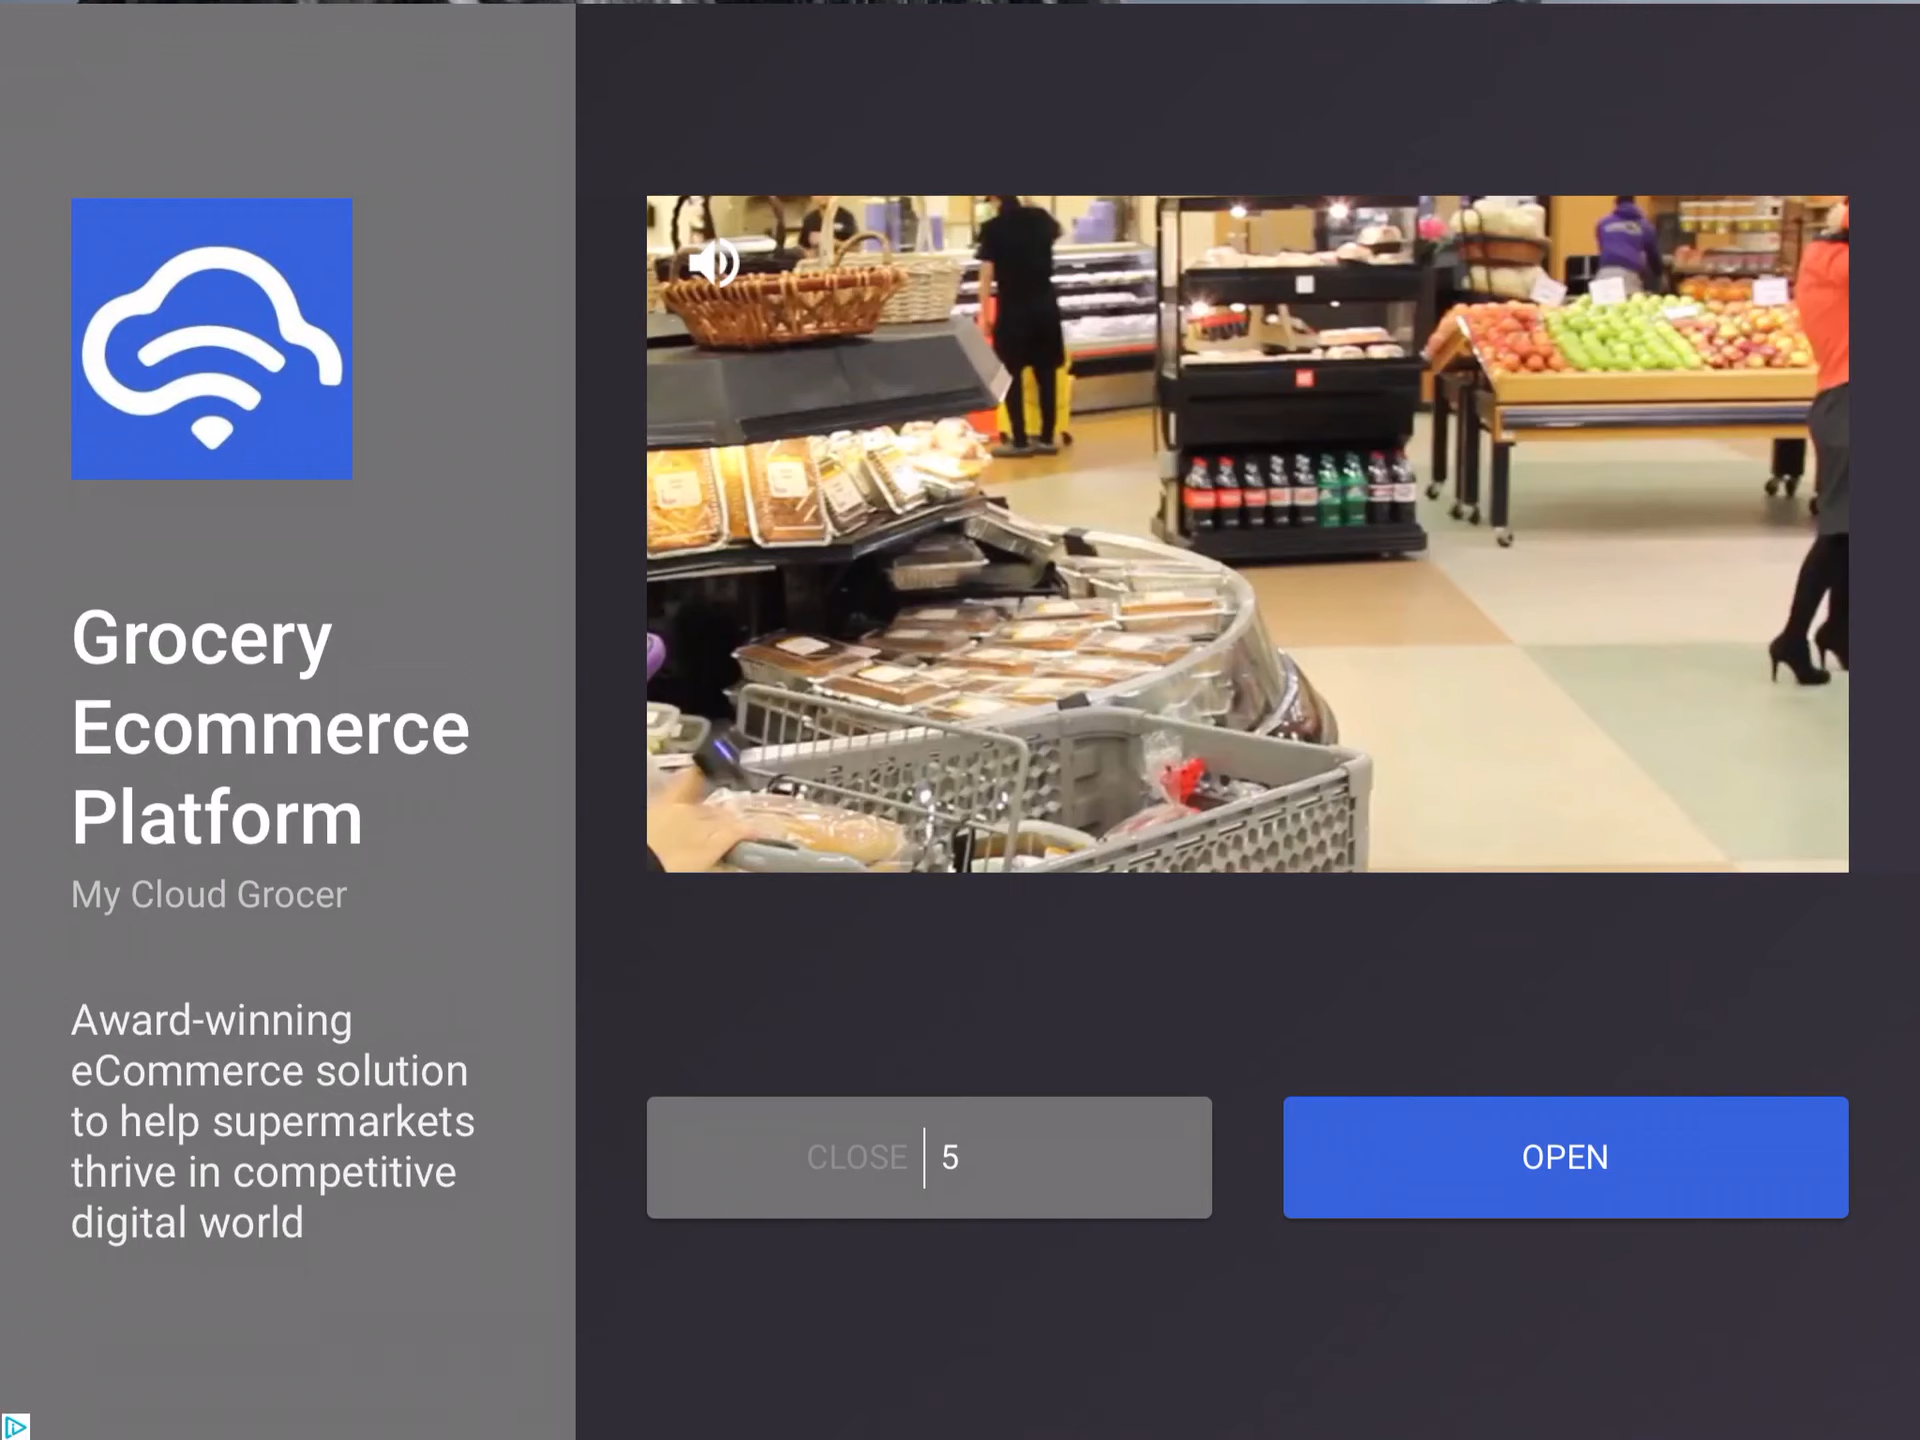 Grocery
Ecommerce
Platform
My Cloud Grocer
Award-winning
eCommerce solution
to help supermarkets
thrive in competitive
digital world
CLOSE | 5
OPEN